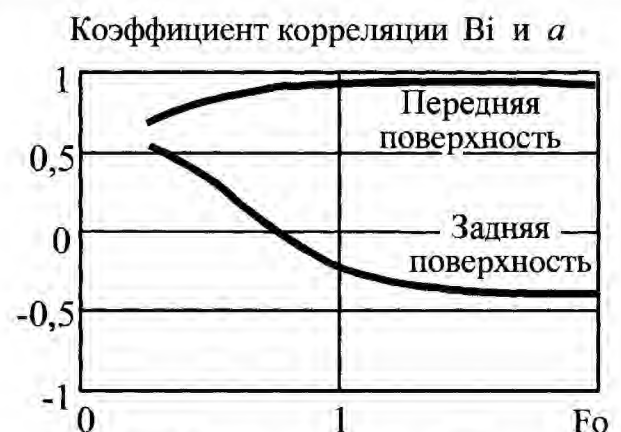 Коэффициент корреляции Bi и a
1
Передняя
поверхность
0,5
0
Задняя
поверхность
-0,5
-1
0 1 Fo